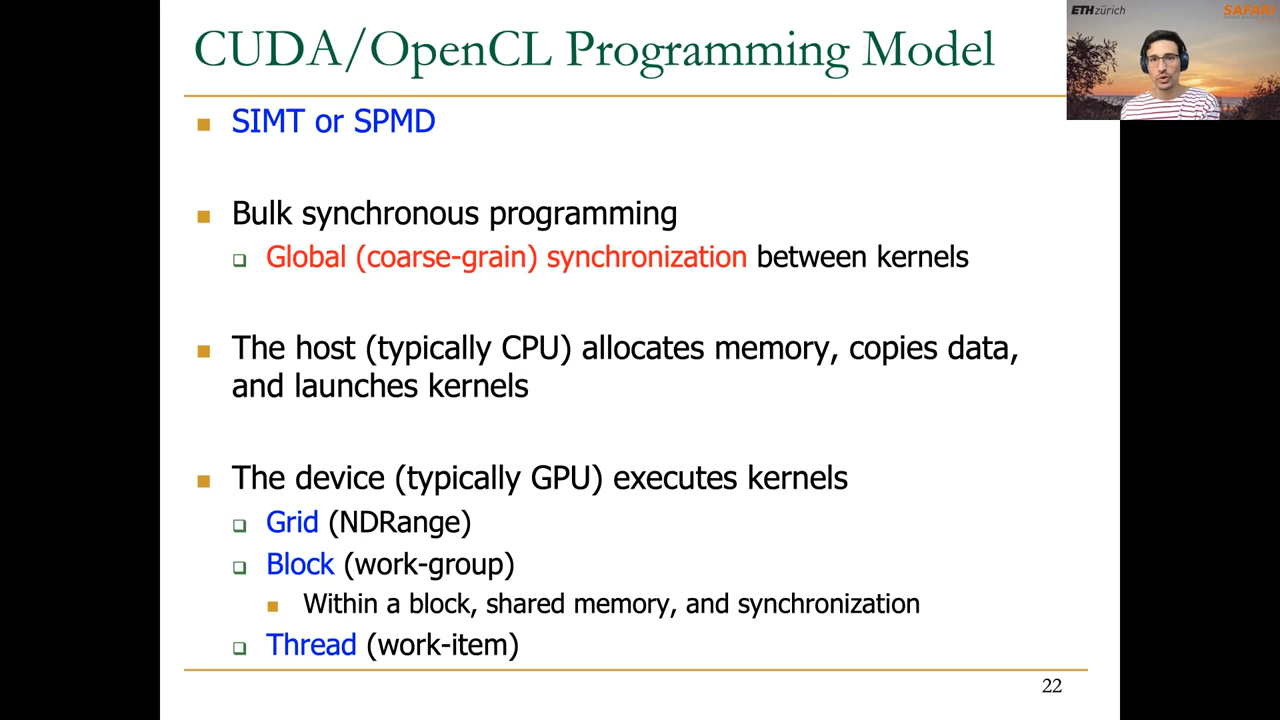 CUDA/OpenCL Programming Model
ETH zürich
SAFARI
SIMT or SPMD
Bulk synchronous programming
Global (coarse-grain) synchronization between kernels
The host (typically CPU) allocates memory, copies data,
and launches kernels
The device (typically GPU) executes kernels
Grid (NDRange)
Block (work-group)
Within a block, shared memory, and synchronization
Thread (work-item)
22